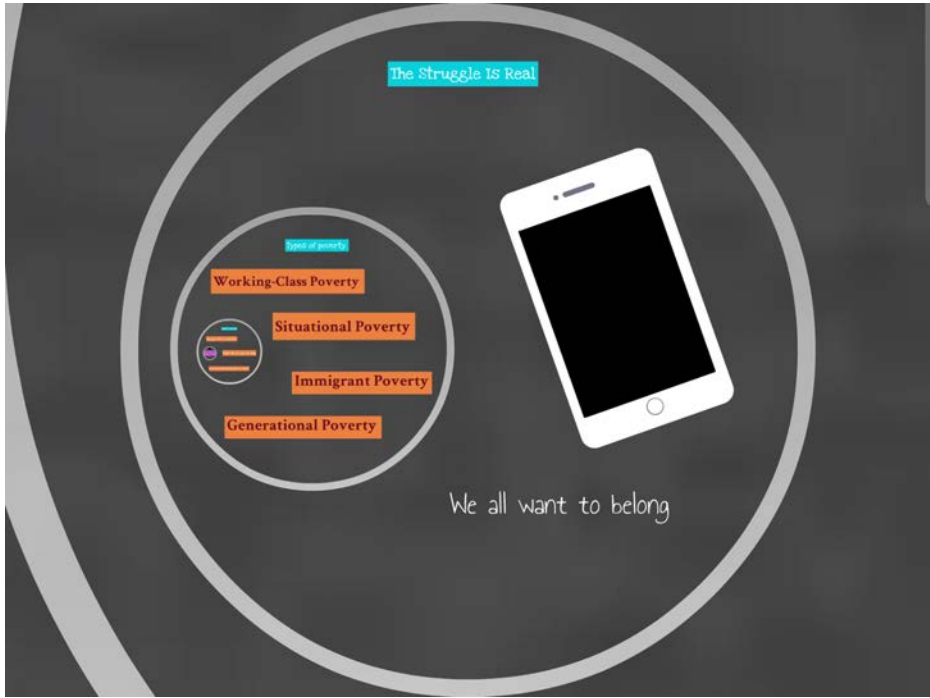 The Struggle Is Real
Types of poverty
Working-Class Poverty
Situational Poverty
Immigrant Poverty
Generational Poverty
We all want to belong